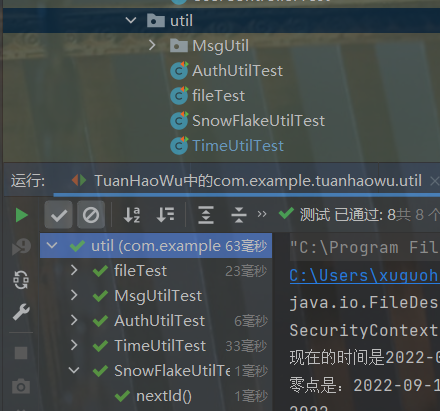 util
MsgUtil
AuthUtilTest
fileTest
SnowFlakeUtilTest
TimeUtilTest
运行: TuanHaoWu中的com.example.tuanhaowu.util
测试 已通过: 8共 8 个
util (com.example 63毫秒
"C:\Program Fil
fileTest 23毫秒
C:\Users\xuguoh
MsgUtilTest
java.io.FileDes
AuthUtilTest 6毫秒
SecurityContext
TimeUtilTest 33毫秒
现在的时间是2022-0
SnowFlakeUtilTe 1毫秒
零点是：2022-09-1
nextId() 1毫秒
2022